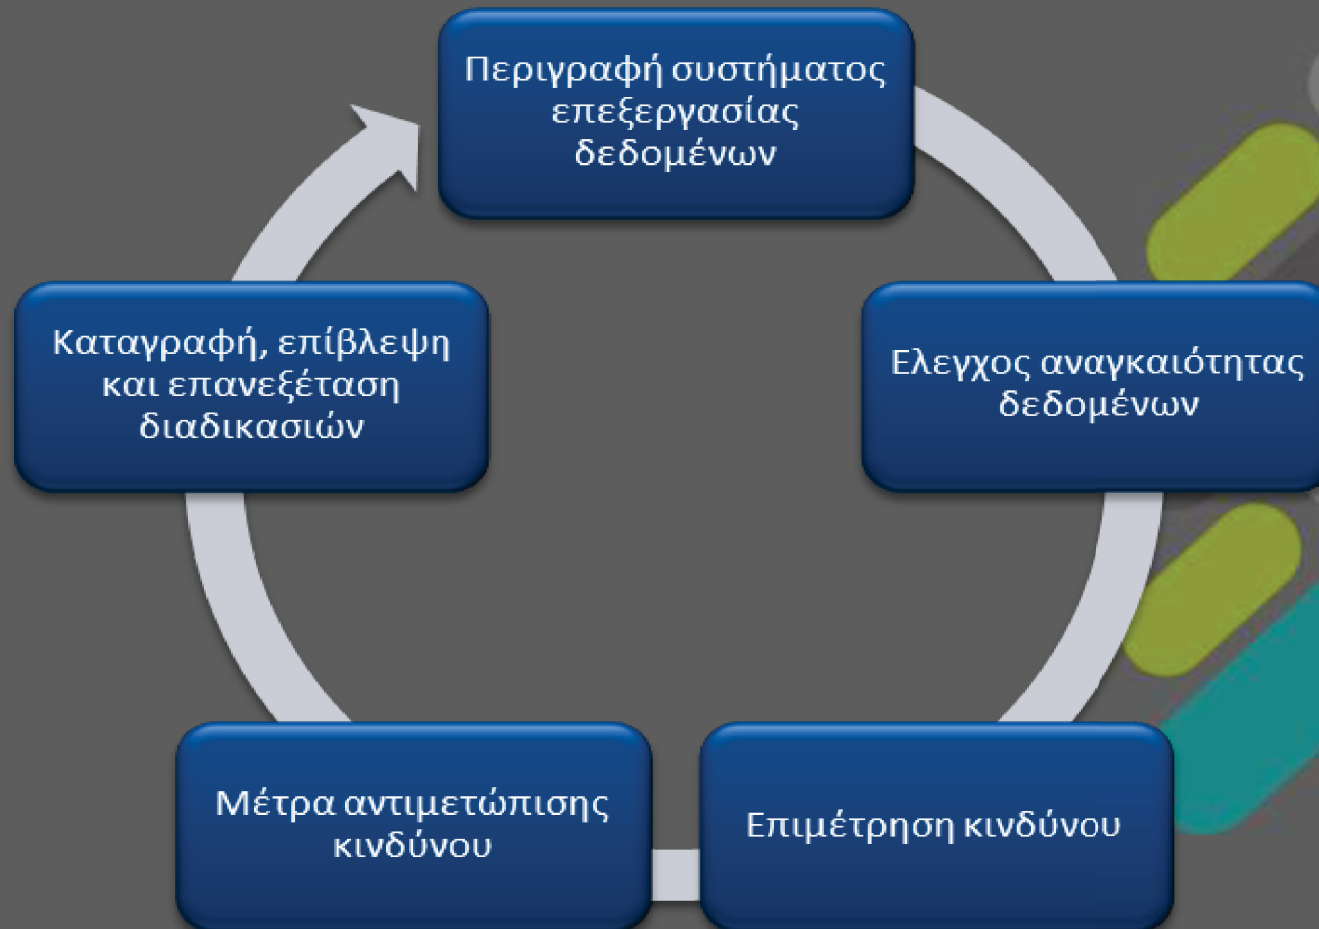 Περιγραφή συστήματος
επεξεργασίας
δεδομένων
Ελεγχος αναγκαιότητας
δεδομένων
Επιμέτρηση κινδύνου
Μέτρα αντιμετώπισης
κινδύνου
Καταγραφή, επίβλεψη
και επανεξέταση
διαδικασιών